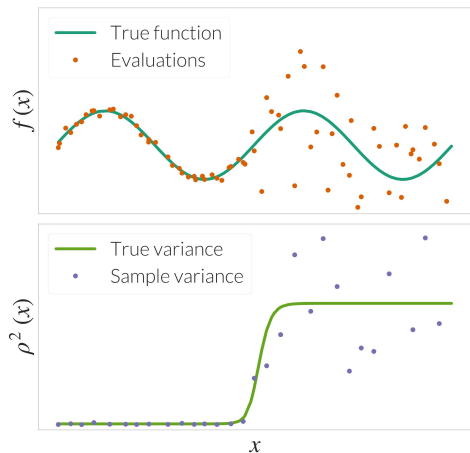 True function
Evaluations
f (x)
True variance
Sample variance
ρ² (x)
x